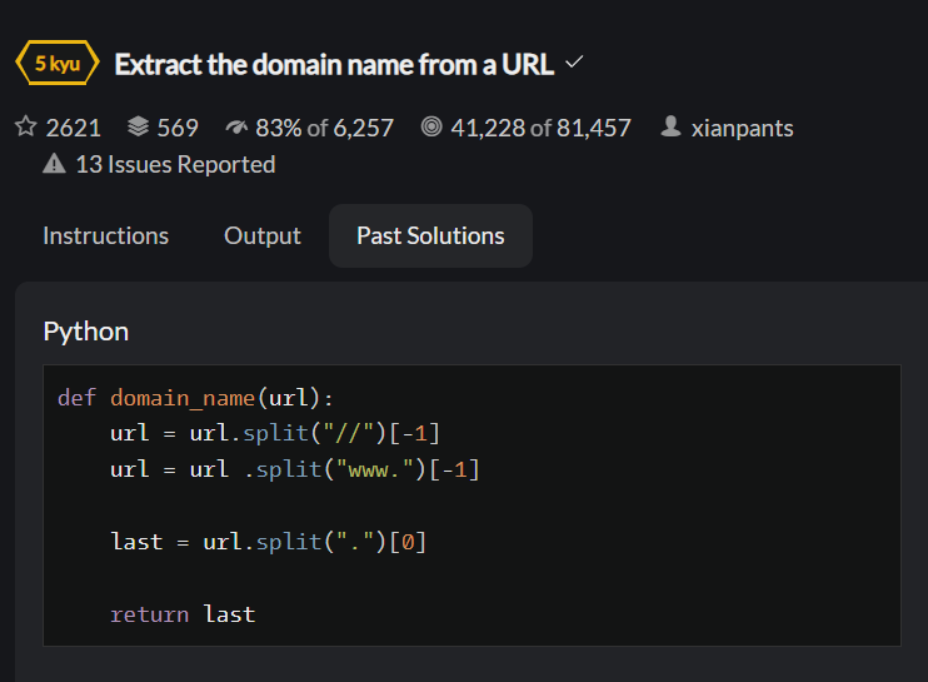 5 kyu Extract the domain name from a URL
2621 569 83% of 6,257 41,228 of 81,457 xianpants
13 Issues Reported
Instructions Output Past Solutions
Python
def domain_name(url):
    url = url.split("//")[-1]
    url = url .split("www.")[-1]
    last = url.split(".")[0]
    return last